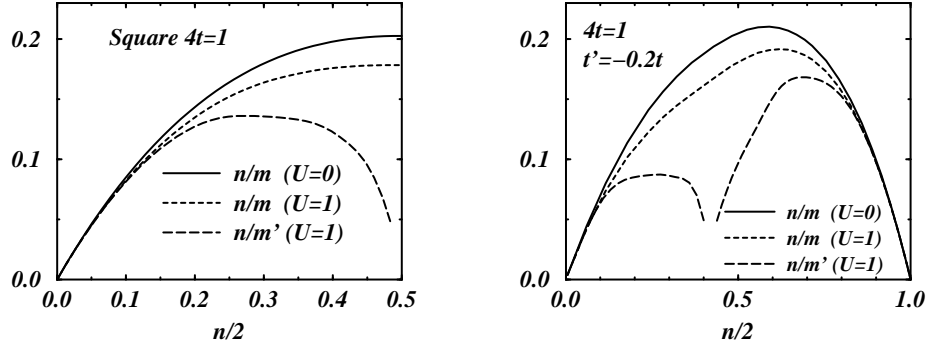 Square 4t=1
0.2
0.1
0.0
n/m (U=0)
n/m (U=1)
n/m' (U=1)
0.0 0.1 0.2 0.3 0.4 0.5
n/2
4t=1
t'=−0.2t
0.2
0.1
0.0
n/m (U=0)
n/m (U=1)
n/m' (U=1)
0.0 0.5 1.0
n/2